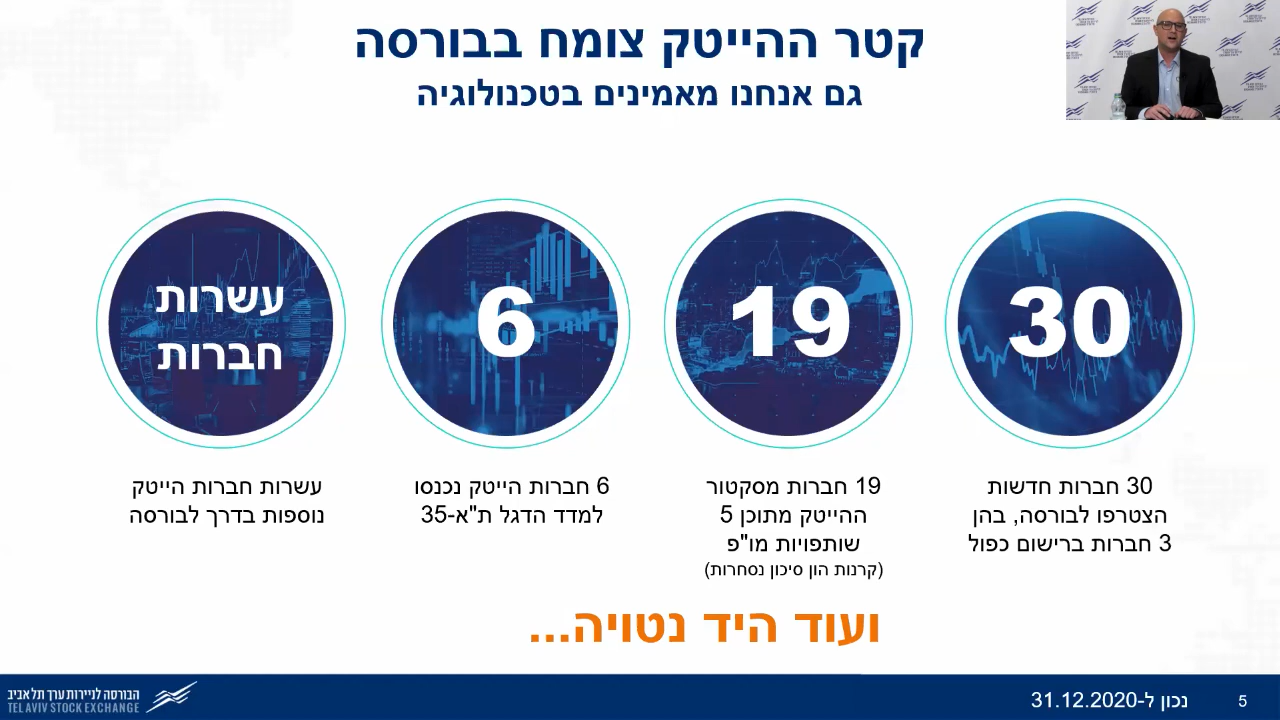 קטר ההייטק צומח בבורסה
גם אנחנו מאמינים בטכנולוגיה
30
30 חברות חדשות
הצטרפו לבורסה, בהן
3 חברות ברישום כפול
19
19 חברות מסקטור
ההייטק מתוכן 5
שותפויות מו"פ
(קרנות הון סיכון נסחרות)
6
6 חברות הייטק נכנסו
למדד הדגל ת"א-35
עשרות
חברות
עשרות חברות הייטק
נוספות בדרך לבורסה
ועוד היד נטויה...
5
נכון ל-31.12.2020
הבורסה לניירות ערך תל אביב
TEL AVIV STOCK EXCHANGE